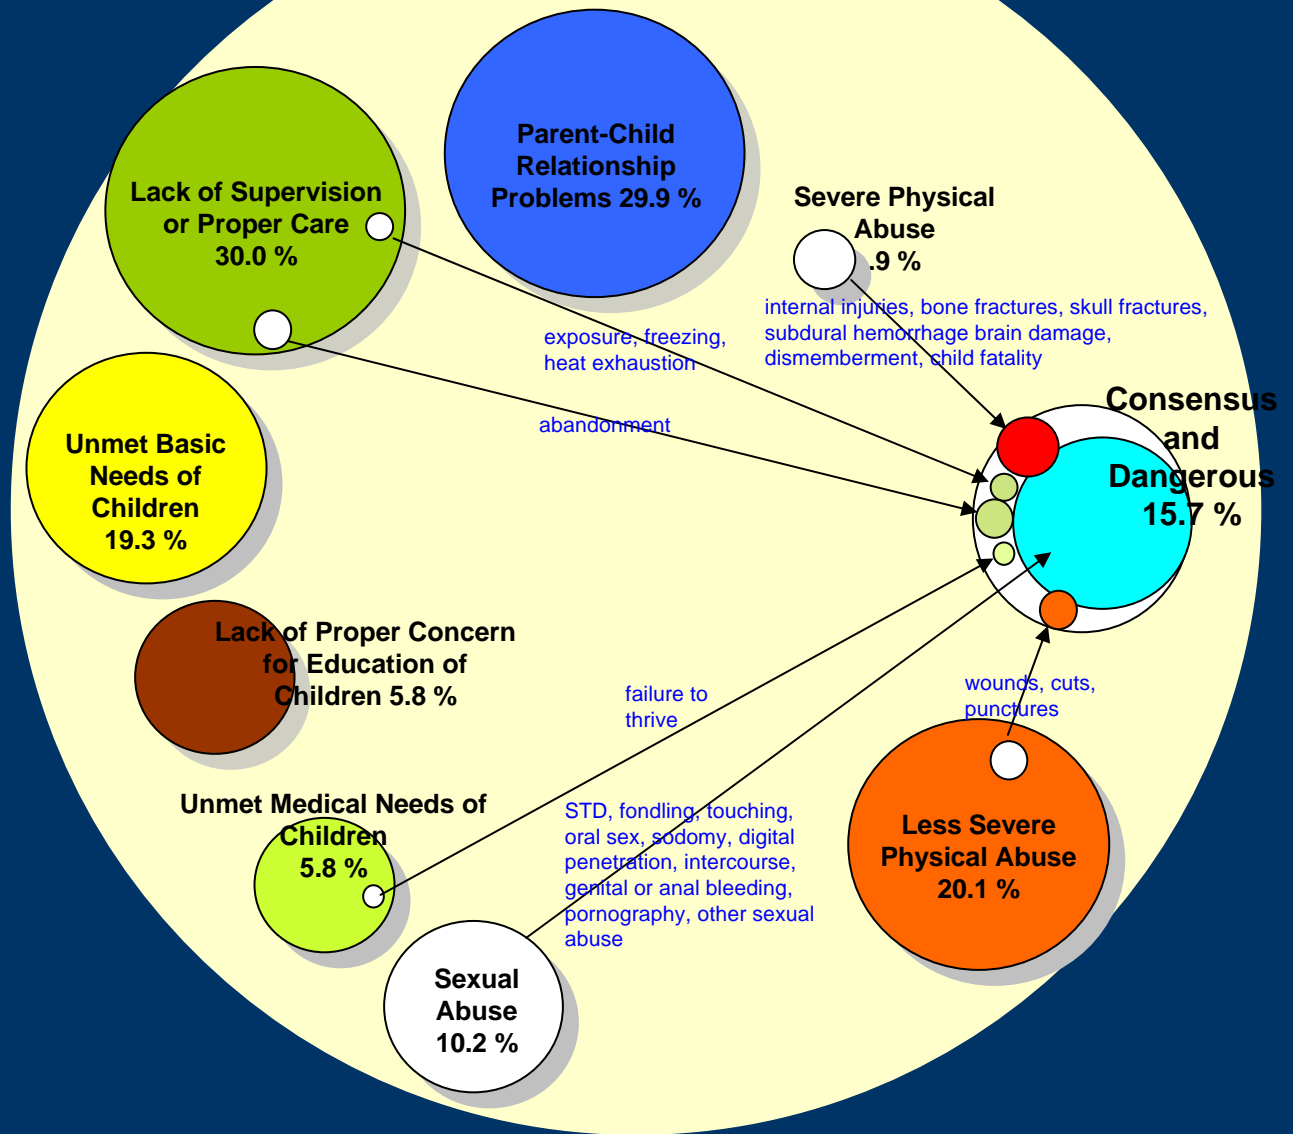 Parent-Child
Relationship
Problems 29.9 %
Lack of Supervision
or Proper Care
30.0 %
Severe Physical
Abuse
.9 %
internal injuries, bone fractures, skull fractures,
subdural hemorrhage brain damage,
dismemberment, child fatality
exposure, freezing,
heat exhaustion
abandonment
Consensus
and
Dangerous
15.7 %
Unmet Basic
Needs of
Children
19.3 %
Lack of Proper Concern
for Education of
Children 5.8 %
failure to
thrive
wounds, cuts,
punctures
Unmet Medical Needs of
Children
5.8 %
STD, fondling, touching,
oral sex, sodomy, digital
penetration, intercourse,
genital or anal bleeding,
pornography, other sexual
abuse
Less Severe
Physical Abuse
20.1 %
Sexual
Abuse
10.2 %